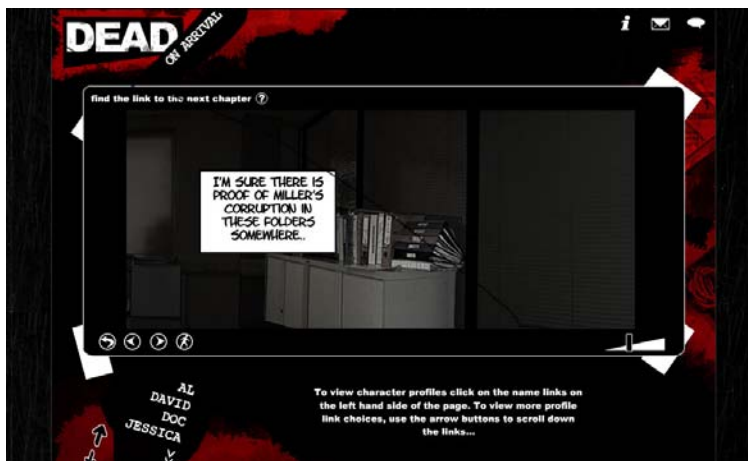 DEAD
ON ARRIVAL
find the link to the next chapter ?
I'M SURE THERE IS
PROOF OF MILLER'S
CORRUPTION IN
THESE FOLDERS
SOMEWHERE..
AL
DAVID
DOC
JESSICA
To view character profiles click on the name links on
the left hand side of the page. To view more profile
link choices, use the arrow buttons to scroll down
the links...